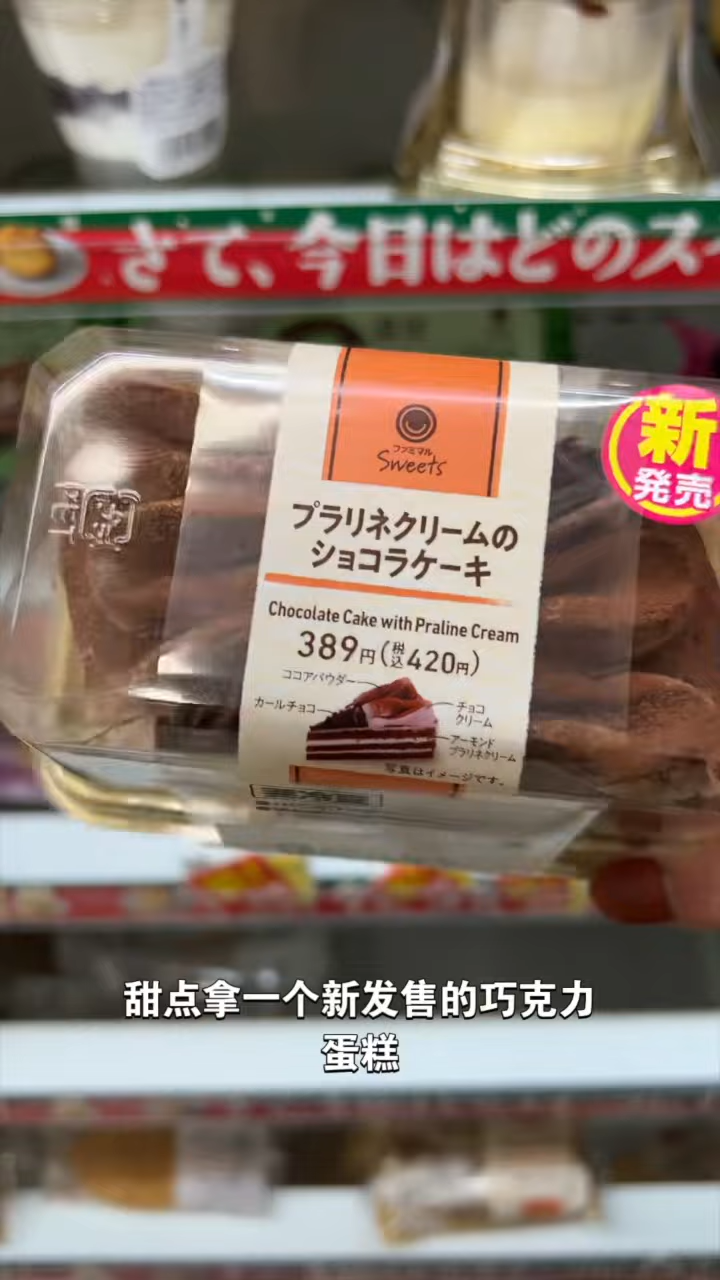 さて、今日はどのス
ファミマル
Sweets
新
発売
プラリネクリームの
ショコラケーキ
Chocolate Cake with Praline Cream
389円(税込420円)
ココアパウダー
カールチョコ
チョコ
クリーム
アーモンド
プラリネクリーム
写真はイメージです。
甜点拿一个新发售的巧克力
蛋糕